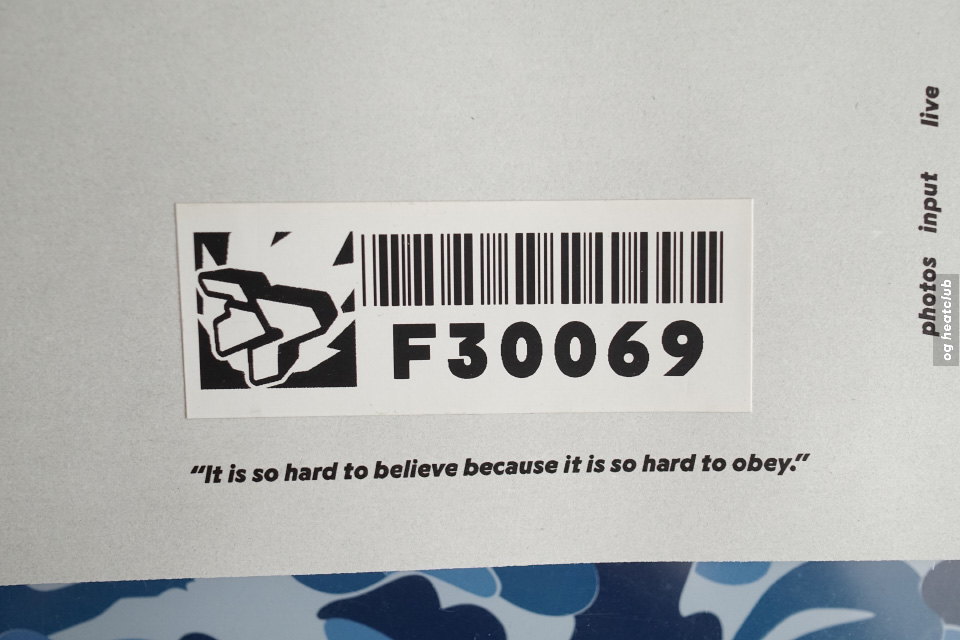 F30069
“It is so hard to believe because it is so hard to obey.”
photos input live
og heatclub